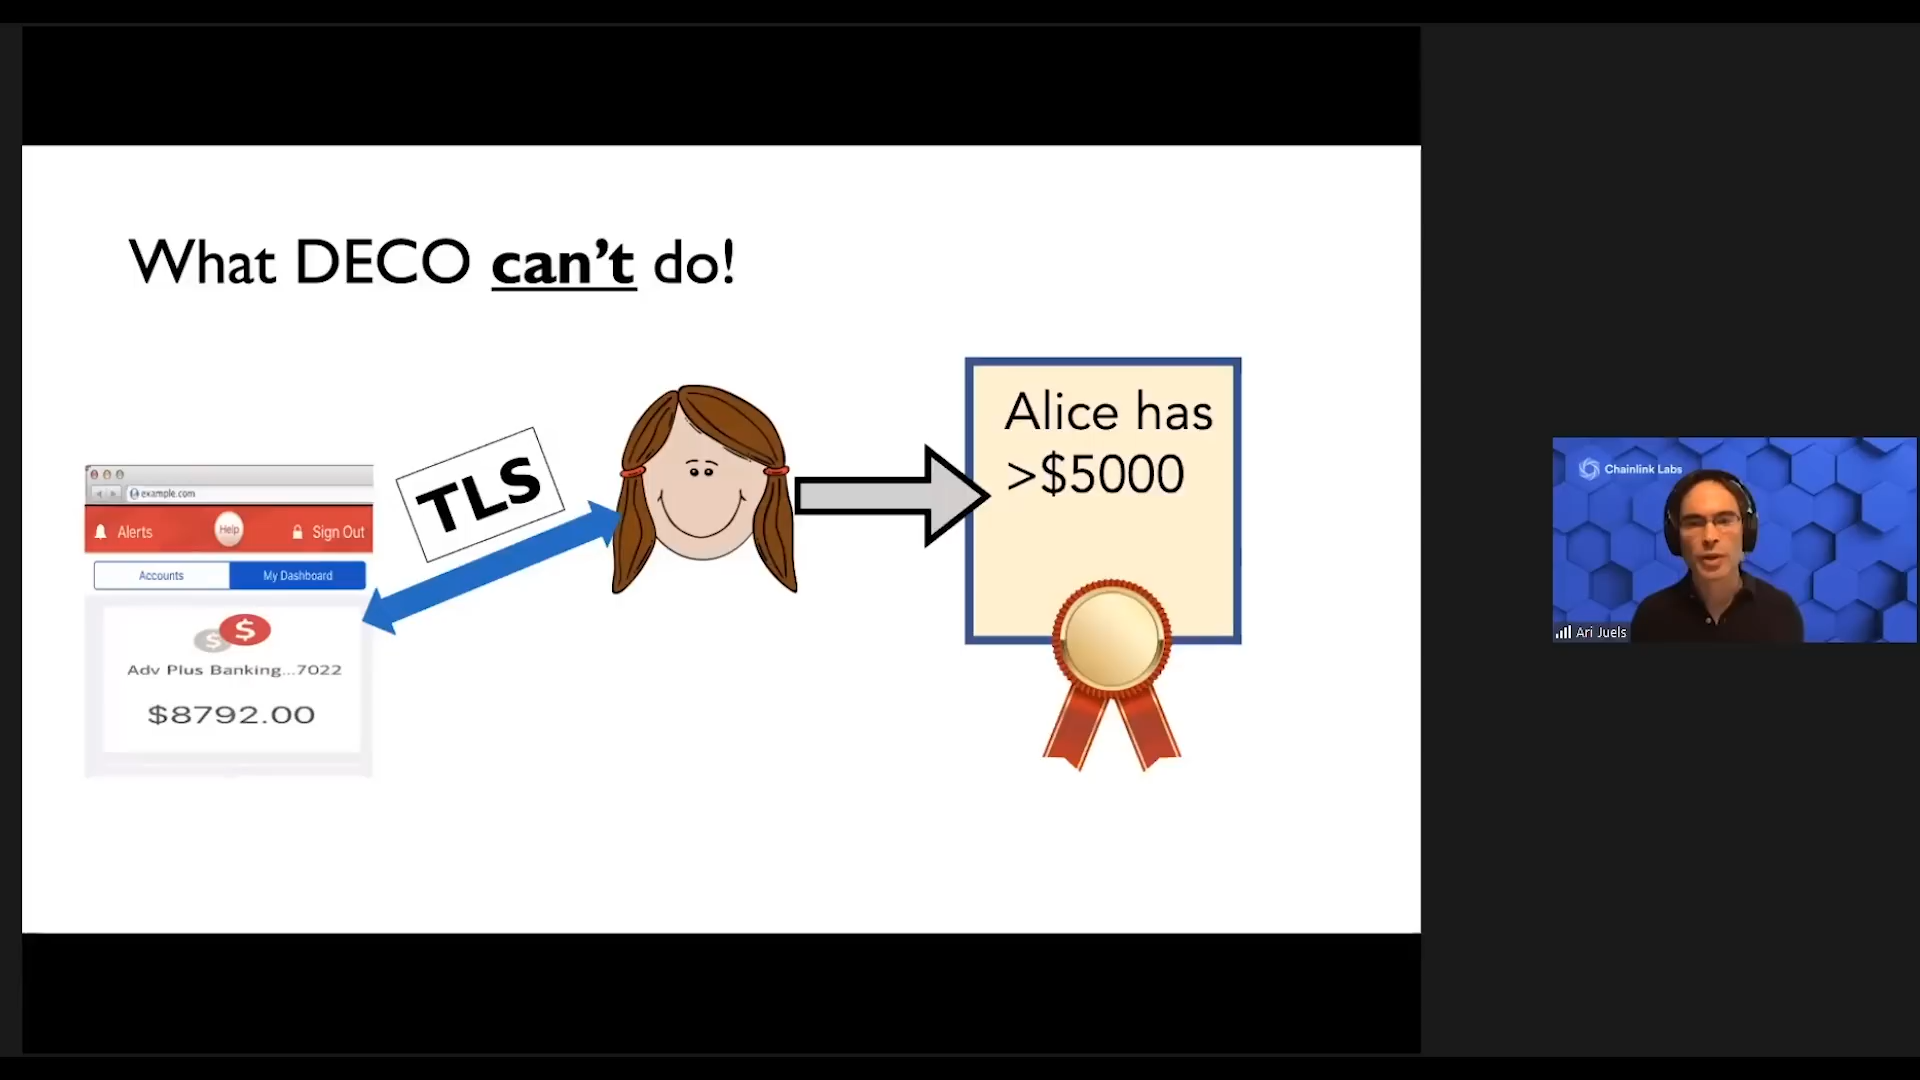 What DECO can't do!
TLS
Alice has
>$5000
example.com
Alerts
Help
Sign Out
Accounts
My Dashboard
$
$
Adv Plus Banking...7022
$8792.00
Chainlink Labs
Ari Juels